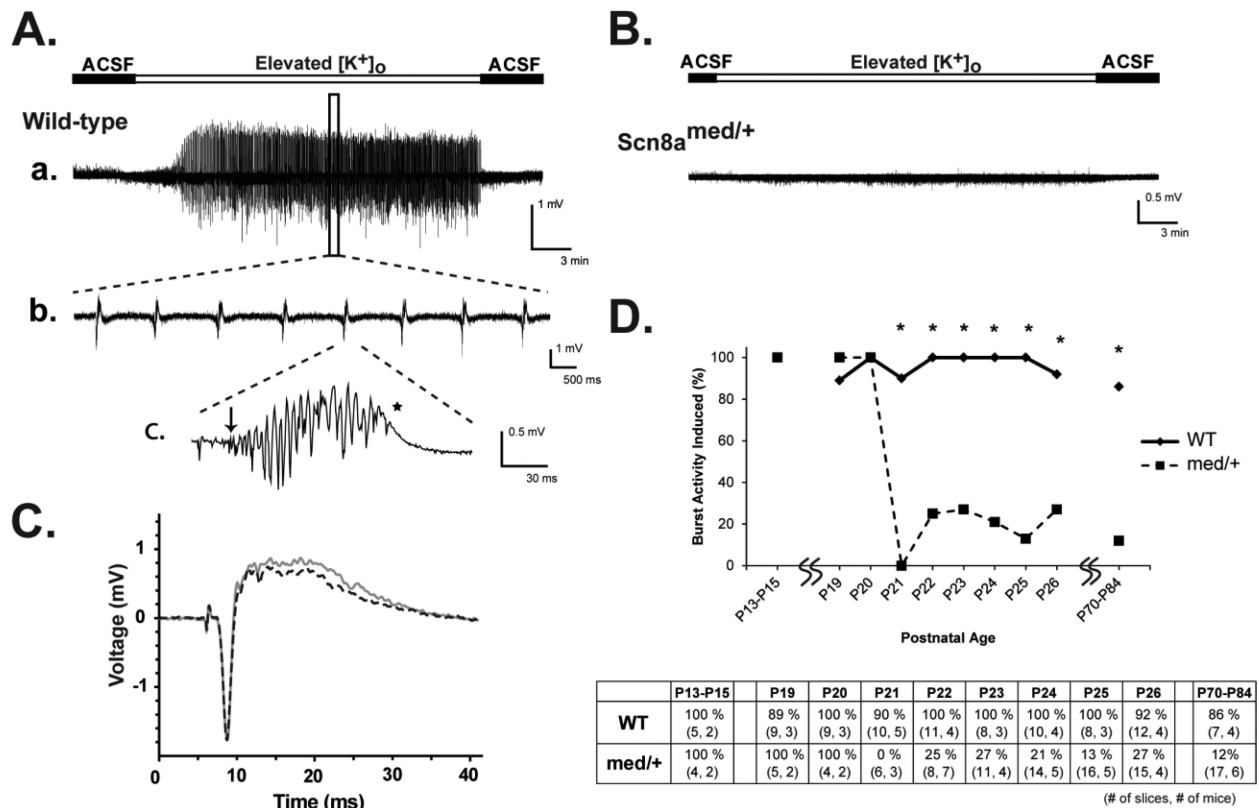 A.
ACSF Elevated [K+]o ACSF
Wild-type
a.
1 mV
3 min
b.
1 mV
500 ms
c.
0.5 mV
30 ms
B.
ACSF Elevated [K+]o ACSF
Scn8a med/+
0.5 mV
3 min
C.
Voltage (mV)
1
0
-1
0 10 20 30 40
Time (ms)
D.
* * * * * * *
Burst Activity Induced (%)
100
80
60
40
20
0
WT
med/+
P13-P15 P19 P20 P21 P22 P23 P24 P25 P26 P70-P84
Postnatal Age
P13-P15 P19 P20 P21 P22 P23 P24 P25 P26 P70-P84
WT 100 % 89 % 100 % 90 % 100 % 100 % 100 % 100 % 92 % 86 %
(5, 2) (9, 3) (9, 3) (10, 5) (11, 4) (8, 3) (10, 4) (8, 3) (12, 4) (7, 4)
med/+ 100 % 100 % 100 % 0 % 25 % 27 % 21 % 13 % 27 % 12%
(4, 2) (5, 2) (4, 2) (6, 3) (8, 7) (11, 4) (14, 5) (16, 5) (15, 4) (17, 6)
(# of slices, # of mice)